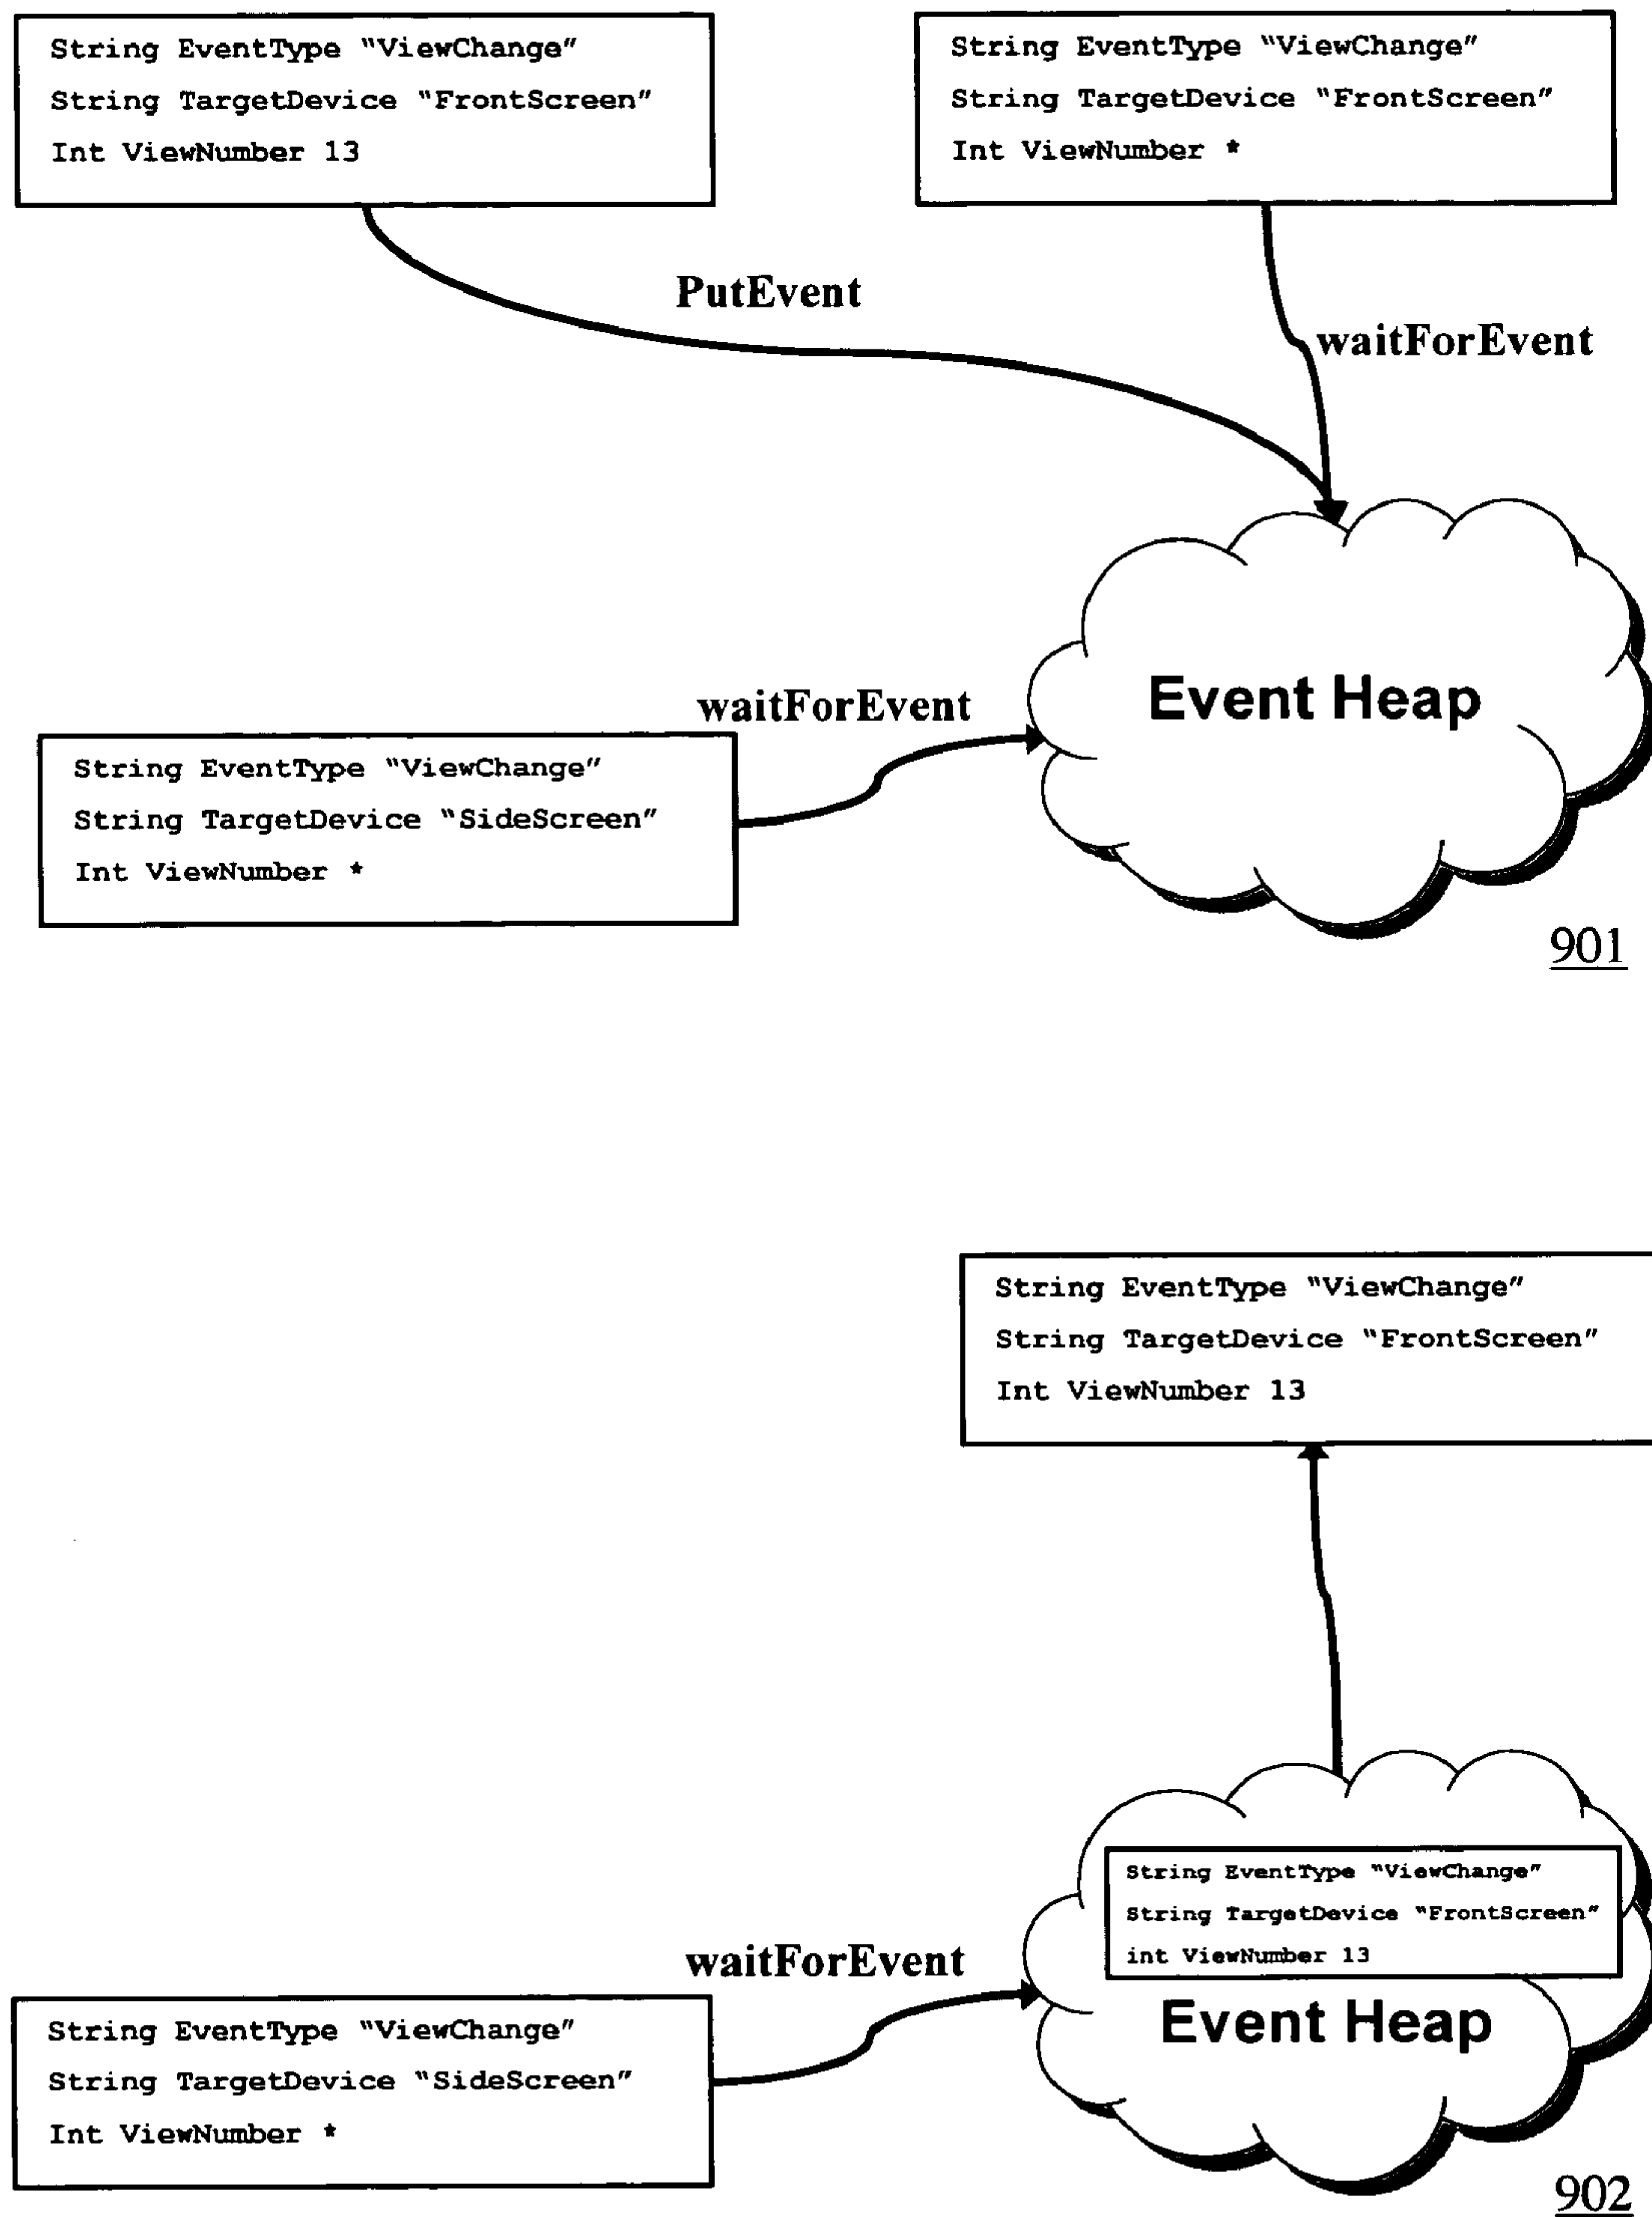 String EventType “ViewChange”
String TargetDevice “FrontScreen”
Int ViewNumber 13
String EventType “ViewChange”
String TargetDevice “FrontScreen”
Int ViewNumber *
PutEvent
waitForEvent
Event Heap
waitForEvent
String EventType “ViewChange”
String TargetDevice “SideScreen”
Int ViewNumber *
901
String EventType “ViewChange”
String TargetDevice “FrontScreen”
Int ViewNumber 13
String EventType “ViewChange”
String TargetDevice “FrontScreen”
int ViewNumber 13
waitForEvent
Event Heap
String EventType “ViewChange”
String TargetDevice “SideScreen”
Int ViewNumber *
902